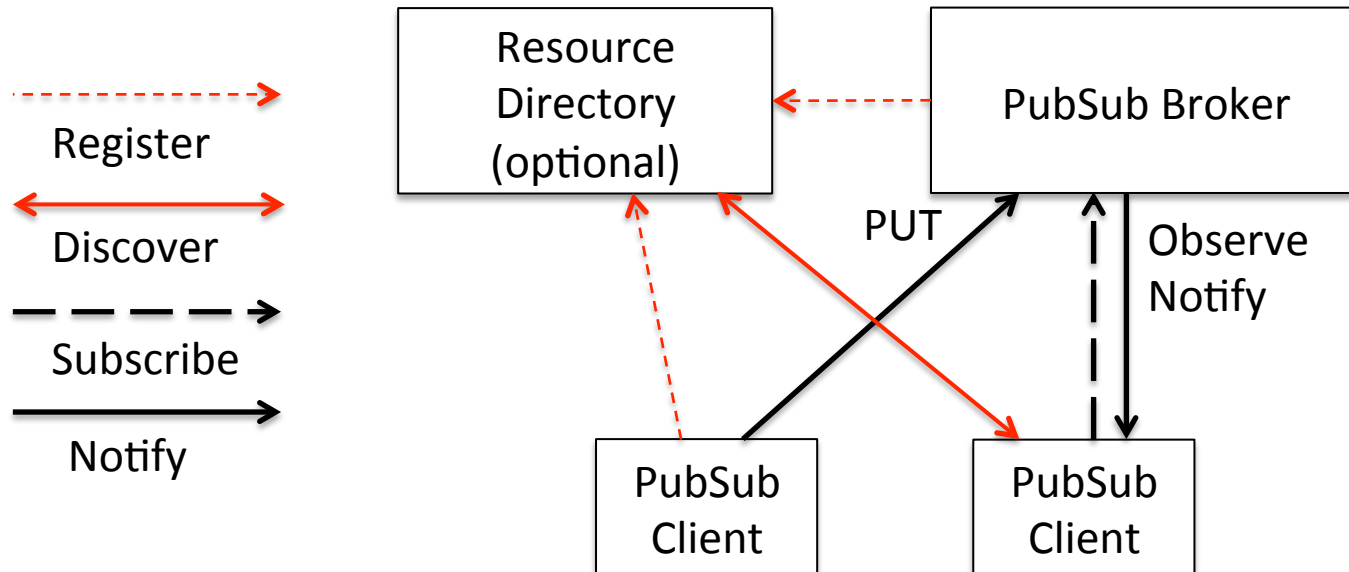 Register
Discover
Subscribe
Notify
Resource
Directory
(optional)
PubSub Broker
PUT
Observe
Notify
PubSub
Client
PubSub
Client